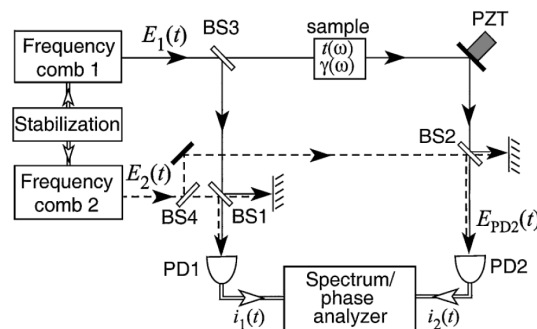 Frequency
comb 1
E₁(t)
BS3
sample
t(ω)
γ(ω)
PZT
Stabilization
BS2
Frequency
comb 2
E₂(t)
BS4
BS1
E_PD2(t)
PD1
Spectrum/
phase
analyzer
PD2
i₁(t)
i₂(t)